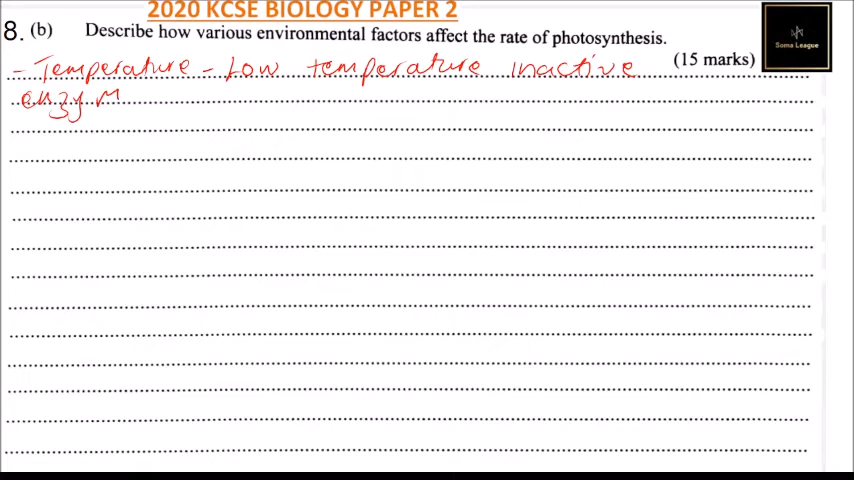 2020 KCSE BIOLOGY PAPER 2
8. (b) Describe how various environmental factors affect the rate of photosynthesis.
(15 marks)
Soma League
- Temperature - Low temperature inactive
enzym